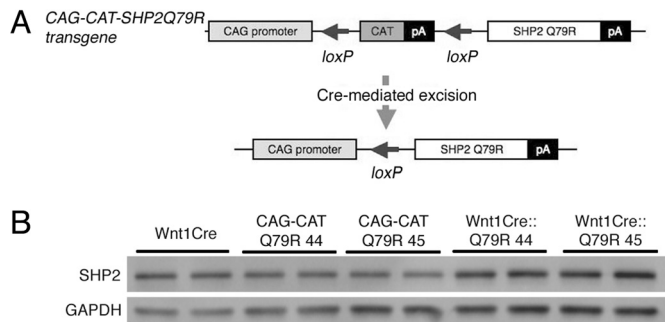 A
CAG-CAT-SHP2Q79R
transgene
CAG promoter
CAT
pA
SHP2 Q79R
pA
loxP
loxP
Cre-mediated excision
CAG promoter
SHP2 Q79R
pA
loxP
B
Wnt1Cre
CAG-CAT
Q79R 44
CAG-CAT
Q79R 45
Wnt1Cre::
Q79R 44
Wnt1Cre::
Q79R 45
SHP2
GAPDH